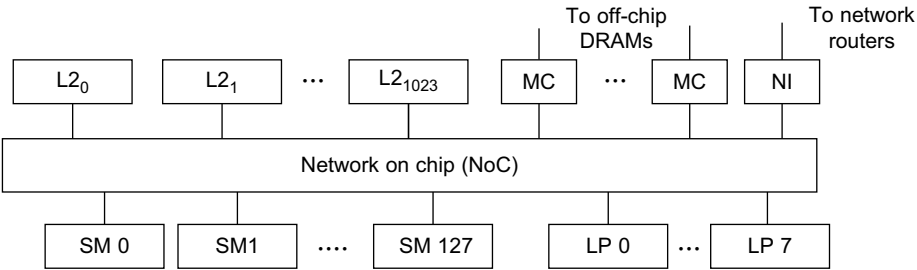 To off-chip
DRAMs
To network
routers
L2₀
L2₁
...
L2₁₀₂₃
MC
...
MC
NI
Network on chip (NoC)
SM 0
SM1
....
SM 127
LP 0
...
LP 7